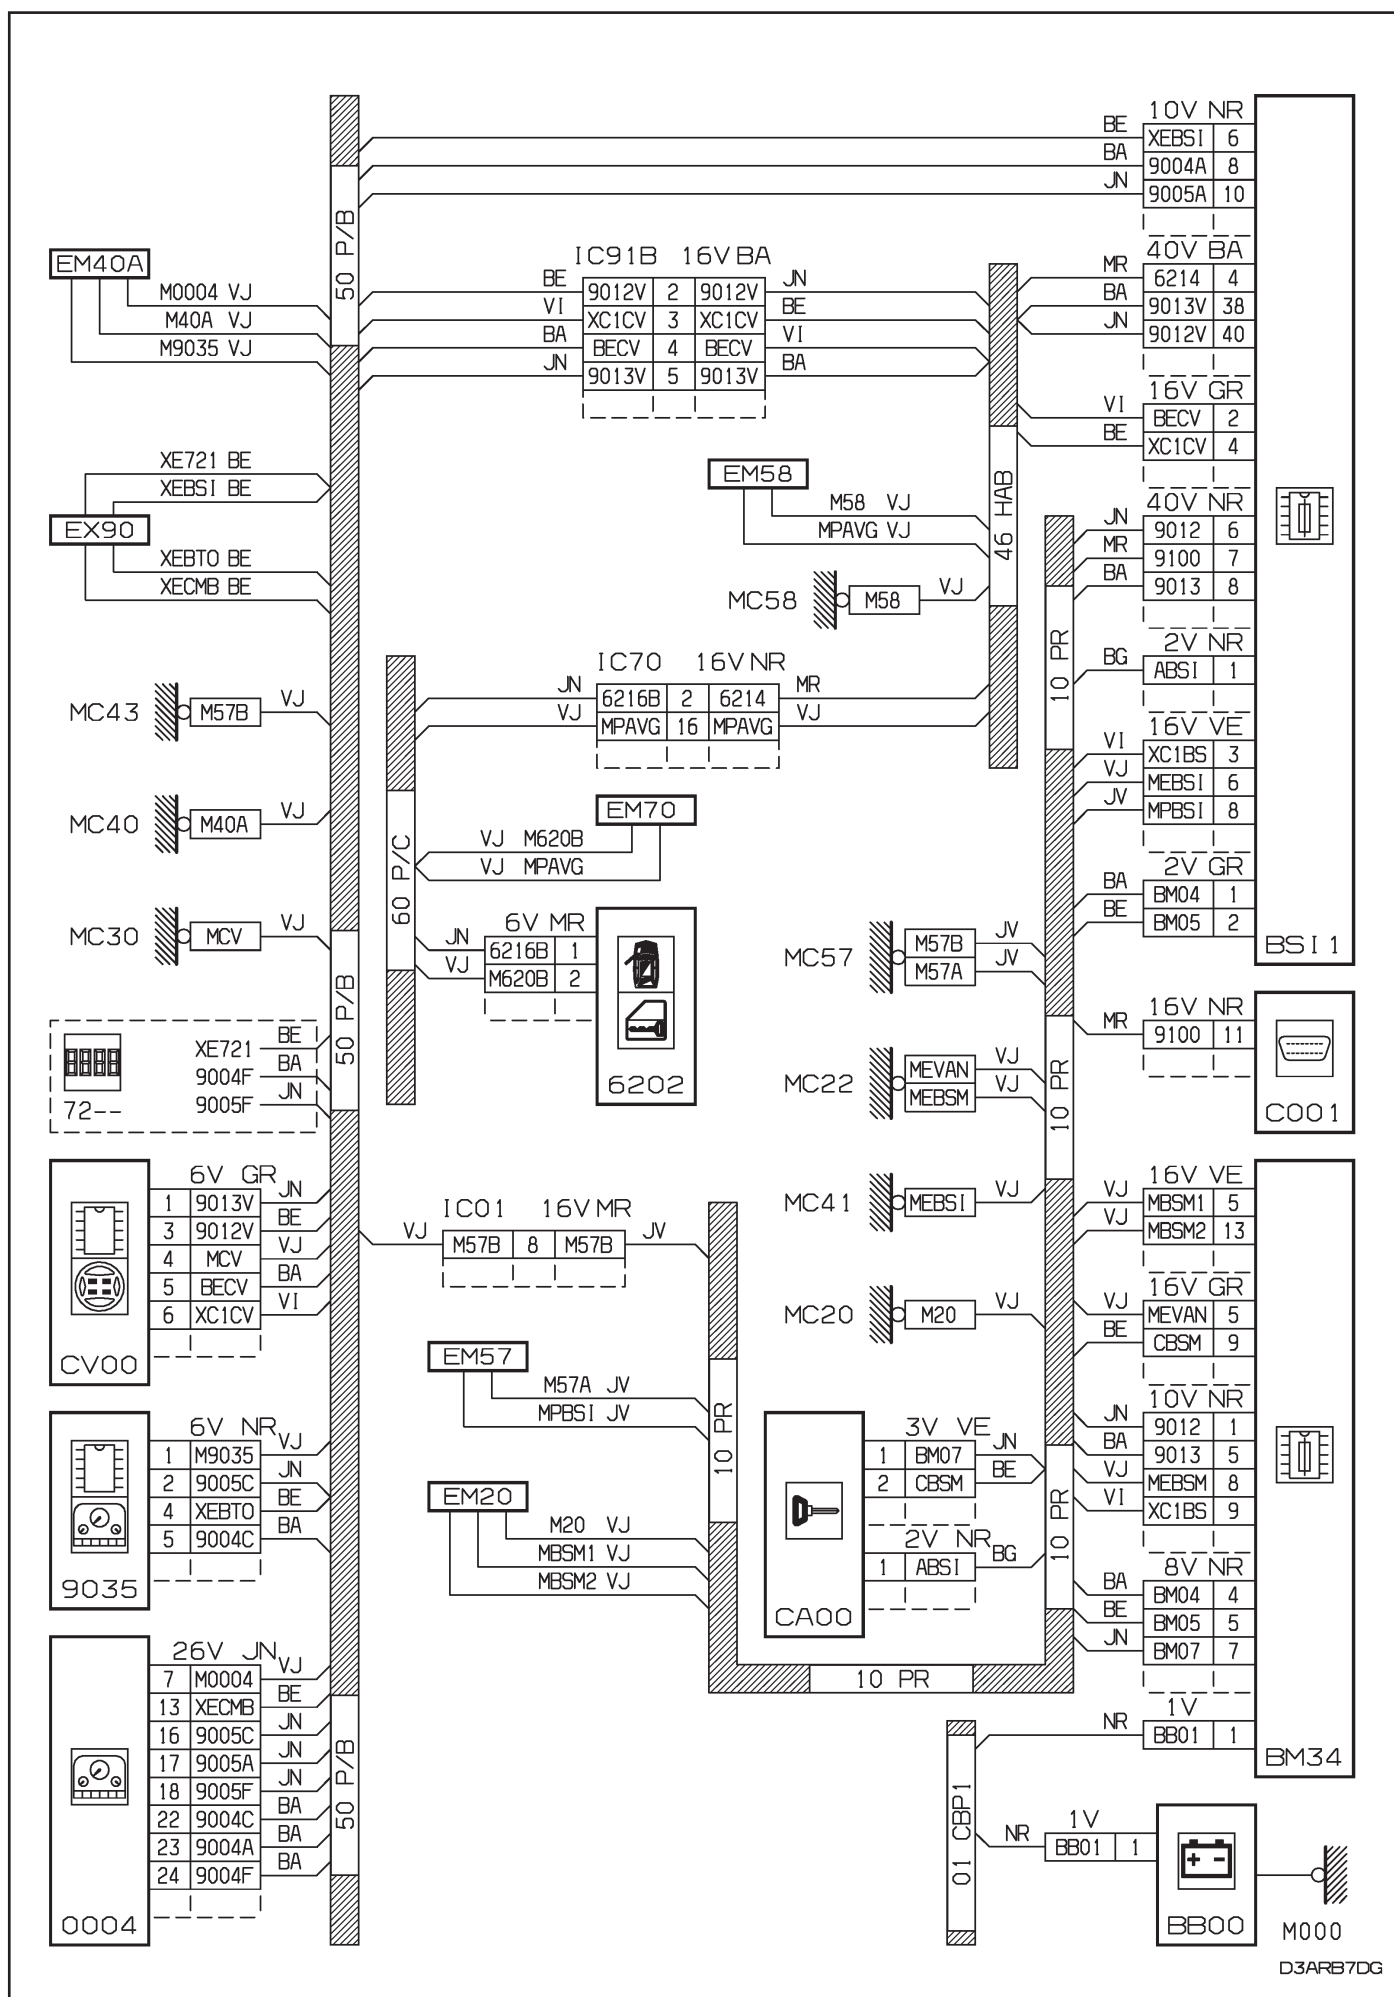 10V NR
BE XEBSI 6
BA 9004A 8
JN 9005A 10
50 P/B
EM40A
M0004 VJ
M40A VJ
M9035 VJ
IC91B 16V BA
BE 9012V 2 9012V JN
VI XC1CV 3 XC1CV BE
BA BECV 4 BECV VI
JN 9013V 5 9013V BA
40V BA
MR 6214 4
BA 9013V 38
JN 9012V 40
16V GR
VI BECV 2
BE XC1CV 4
XE721 BE
XEBSI BE
EX90
XEBTO BE
XECMB BE
EM58
M58 VJ
MPAVG VJ
46 HAB
MC58 M58 VJ
40V NR
JN 9012 6
MR 9100 7
BA 9013 8
10 PR
2V NR
BG ABSI 1
16V VE
VI XC1BS 3
VJ MEBSI 6
JV MPBSI 8
2V GR
BA BM04 1
BE BM05 2
BSI1
IC70 16V NR
JN 6216B 2 6214 MR
VJ MPAVG 16 MPAVG VJ
MC43 M57B VJ
MC40 M40A VJ
MC30 MCV VJ
EM70
VJ M620B
VJ MPAVG
60 P/C
6V MR
JN 6216B 1
VJ M620B 2
6202
MC57 M57B JV
M57A JV
16V NR
MR 9100 11
C001
50 P/B
XE721 BE
9004F BA
9005F JN
72--
MC22 MEVAN VJ
MEBSM VJ
10 PR
6V GR
1 9013V JN
3 9012V BE
4 MCV VJ
5 BECV BA
6 XC1CV VI
CV00
IC01 16V MR
VJ M57B 8 M57B JV
MC41 MEBSI VJ
MC20 M20 VJ
16V VE
VJ MBSM1 5
VJ MBSM2 13
16V GR
VJ MEVAN 5
BE CBSM 9
EM57
M57A JV
MPBSI JV
10 PR
6V NR
1 M9035 VJ
2 9005C JN
4 XEBTO BE
5 9004C BA
9035
EM20
M20 VJ
MBSM1 VJ
MBSM2 VJ
3V VE
1 BM07 JN
2 CBSM BE
2V NR
1 ABSI BG
CA00
10 PR
10V NR
JN 9012 1
BA 9013 5
VJ MEBSM 8
VI XC1BS 9
8V NR
BA BM04 4
BE BM05 5
JN BM07 7
10 PR
1V
NR BB01 1
BM34
26V JN
7 M0004 VJ
13 XECMB BE
16 9005C JN
17 9005A JN
18 9005F JN
22 9004C BA
23 9004A BA
24 9004F BA
0004
50 P/B
01 CBP1
1V
NR BB01 1
+ -
BB00
M000
D3ARB7DG